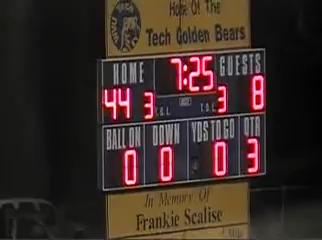 Home Of The
TECH
Tech Golden Bears
HOME 7:25 GUESTS
44 3 T.O.L. T.O.L. 3 8
BALL ON DOWN YDS TO GO QTR
0 0 0 3
In Memory Of
Frankie Scalise